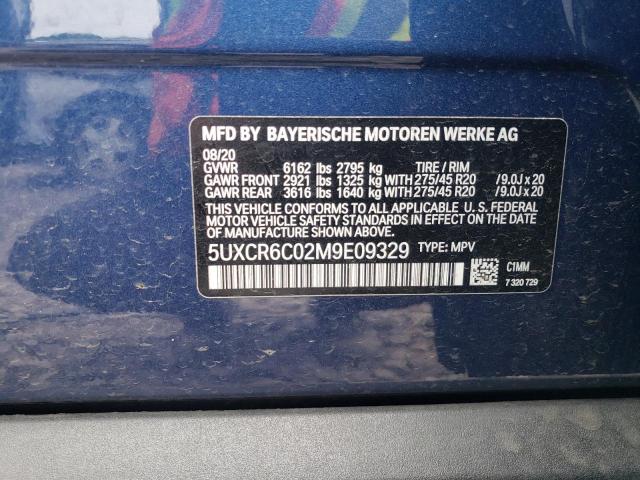 MFD BY BAYERISCHE MOTOREN WERKE AG
08/20
GVWR 6162 lbs 2795 kg TIRE / RIM
GAWR FRONT 2921 lbs 1325 kg WITH 275/45 R20 /9.0J x 20
GAWR REAR 3616 lbs 1640 kg WITH 275/45 R20 /9.0J x 20
THIS VEHICLE CONFORMS TO ALL APPLICABLE U. S. FEDERAL
MOTOR VEHICLE SAFETY STANDARDS IN EFFECT ON THE
DATE OF MANUFACTURE SHOWN ABOVE.
5UXCR6C02M9E09329 TYPE: MPV
C1MM
7 320 729